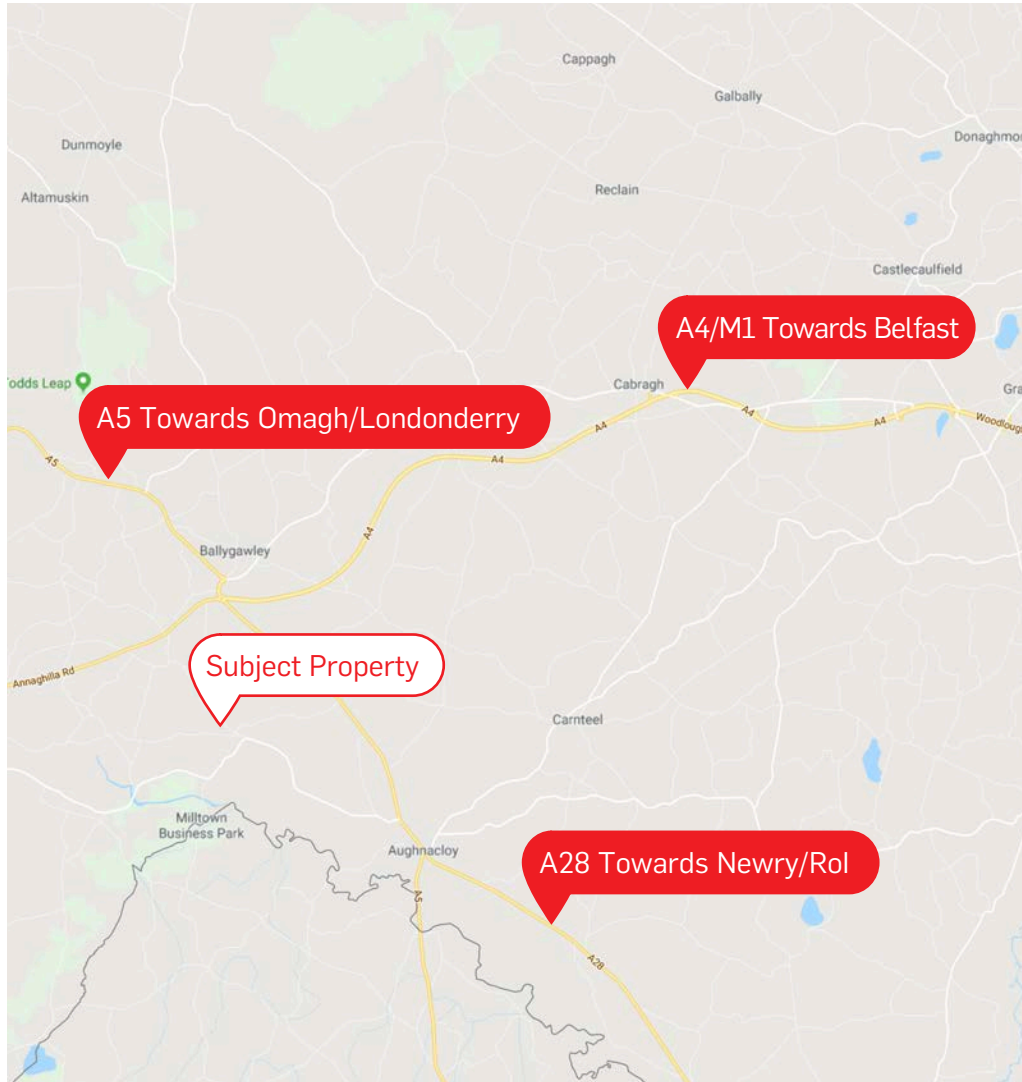 Cappagh
Galbally
Dunmoyle
Donaghmor
Altamuskin
Reclain
Castlecaulfield
A4/M1 Towards Belfast
odds Leap
Cabragh
Gra
A5 Towards Omagh/Londonderry
A4
A4
A4
Woodloug
A4
A5
A4
Ballygawley
Subject Property
Annaghilla Rd
Carnteel
Milltown
Business Park
Aughnacloy
A28 Towards Newry/RoI
A5
A28